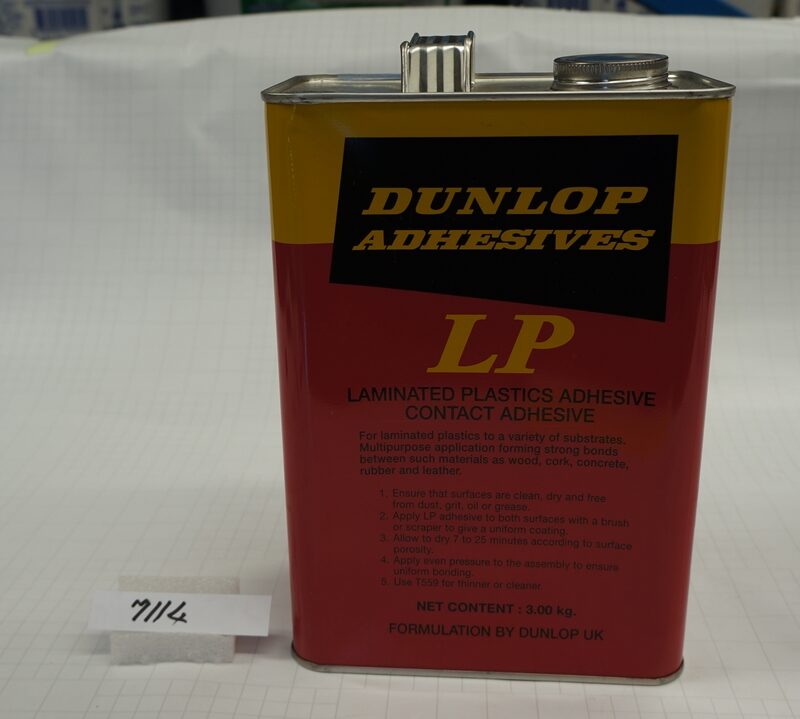 DUNLOP
ADHESIVES
LP
LAMINATED PLASTICS ADHESIVE
CONTACT ADHESIVE
For laminated plastics to a variety of substrates.
Multipurpose application forming strong bonds
between such materials as wood, cork, concrete,
rubber and leather.
1. Ensure that surfaces are clean, dry and free
from dust, grit, oil or grease.
2. Apply LP adhesive to both surfaces with a brush
or scraper to give a uniform coating.
3. Allow to dry 7 to 25 minutes according to surface
porosity.
4. Apply even pressure to the assembly to ensure
uniform bonding.
5. Use T559 for thinner or cleaner.
NET CONTENT : 3.00 kg.
FORMULATION BY DUNLOP UK
7114